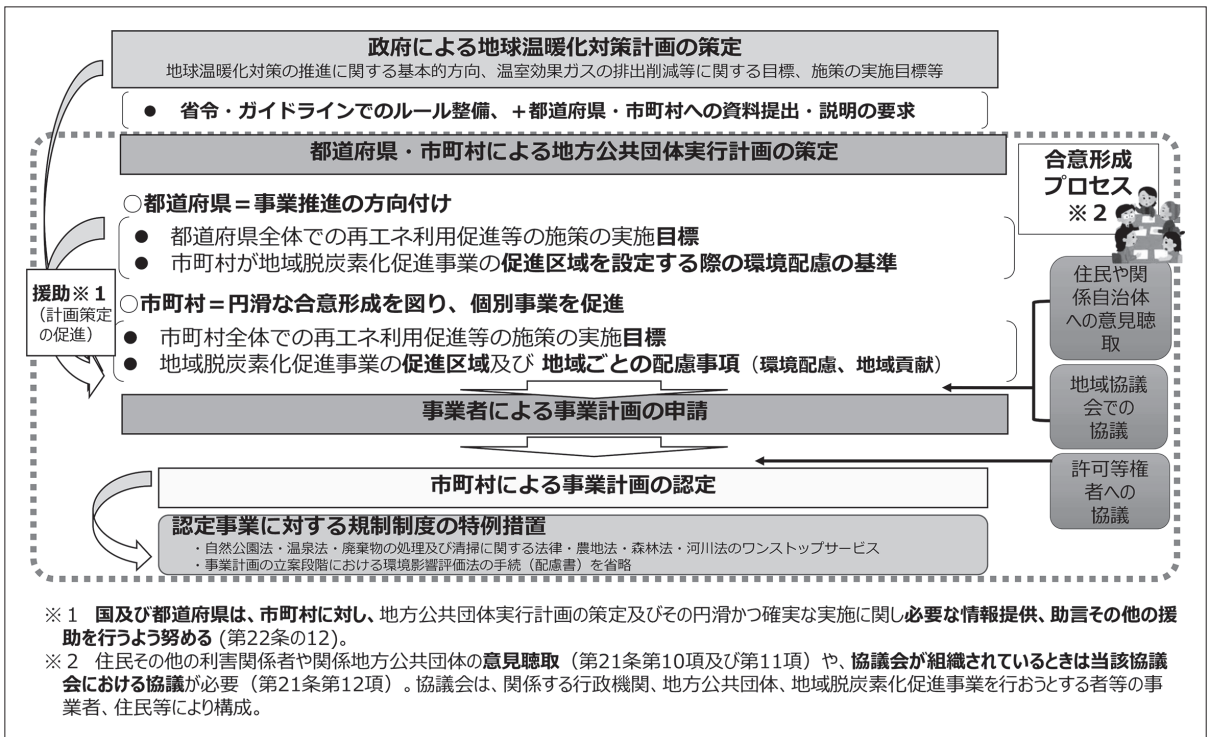 政府による地球温暖化対策計画の策定
地球温暖化対策の推進に関する基本的方向、温室効果ガスの排出削減等に関する目標、施策の実施目標等
● 省令・ガイドラインでのルール整備、+都道府県・市町村への資料提出・説明の要求
都道府県・市町村による地方公共団体実行計画の策定
合意形成
プロセス
※2
○都道府県=事業推進の方向付け
● 都道府県全体での再エネ利用促進等の施策の実施目標
● 市町村が地域脱炭素化促進事業の促進区域を設定する際の環境配慮の基準
援助※1
(計画策定
の促進)
○市町村=円滑な合意形成を図り、個別事業を促進
● 市町村全体での再エネ利用促進等の施策の実施目標
● 地域脱炭素化促進事業の促進区域及び 地域ごとの配慮事項(環境配慮、地域貢献)
住民や関
係自治体
への意見聴
取
地域協議
会での
協議
事業者による事業計画の申請
許可等権
者への
協議
市町村による事業計画の認定
認定事業に対する規制制度の特例措置
・自然公園法・温泉法・廃棄物の処理及び清掃に関する法律・農地法・森林法・河川法のワンストップサービス
・事業計画の立案段階における環境影響評価法の手続(配慮書)を省略
※1 国及び都道府県は、市町村に対し、地方公共団体実行計画の策定及びその円滑かつ確実な実施に関し必要な情報提供、助言その他の援
助を行うよう努める (第22条の12)。
※2 住民その他の利害関係者や関係地方公共団体の意見聴取(第21条第10項及び第11項)や、協議会が組織されているときは当該協議
会における協議が必要(第21条第12項)。協議会は、関係する行政機関、地方公共団体、地域脱炭素化促進事業を行おうとする者等の事
業者、住民等により構成。